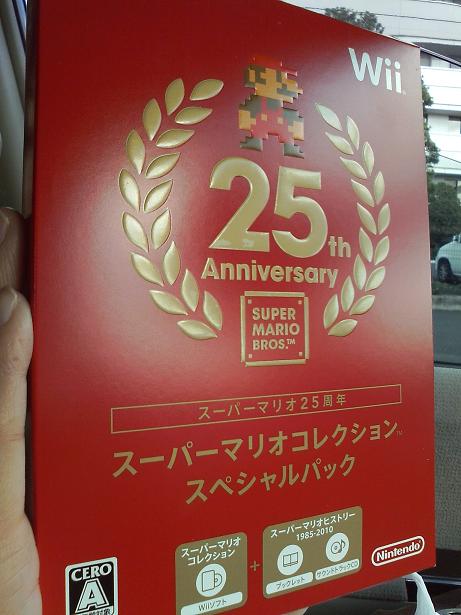 Wii
25th
Anniversary
SUPER
MARIO
BROS.™
スーパーマリオ25周年
スーパーマリオコレクション™
スペシャルパック
スーパーマリオ
コレクション
Wiiソフト
+
スーパーマリオヒストリー
1985-2010
ブックレット
サウンドトラックCD
Nintendo
CERO
A